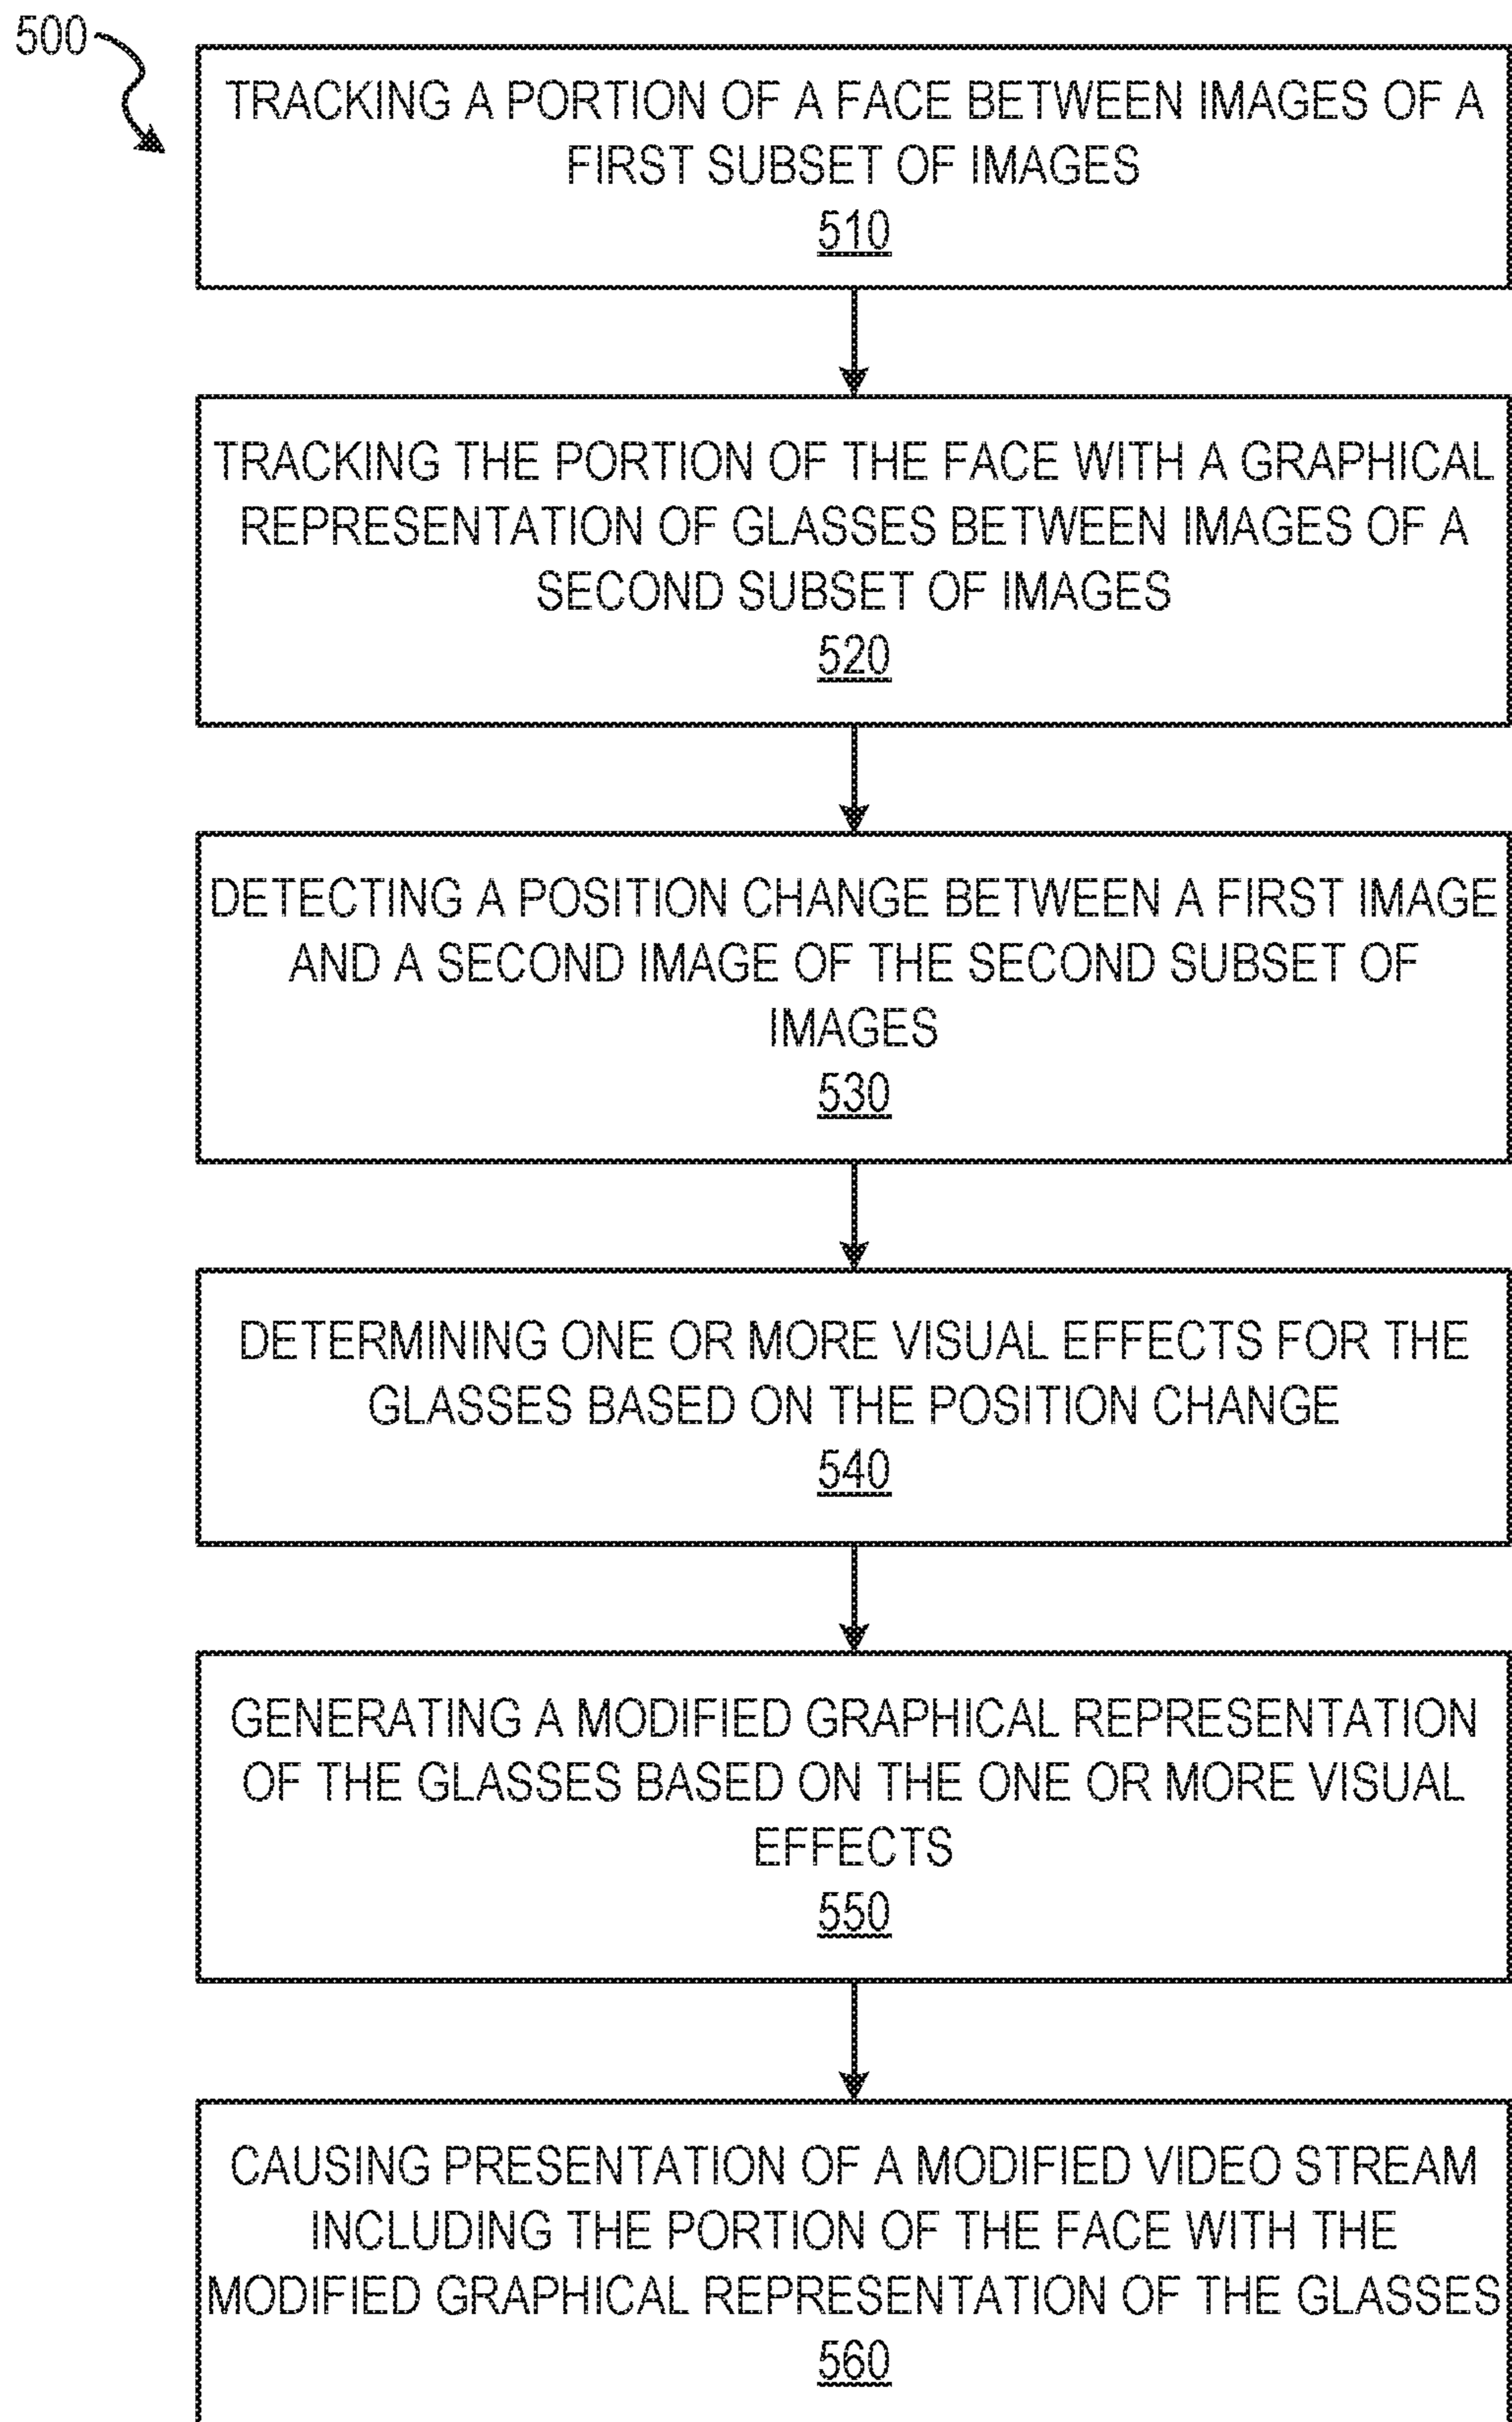 500
TRACKING A PORTION OF A FACE BETWEEN IMAGES OF A
FIRST SUBSET OF IMAGES
510
TRACKING THE PORTION OF THE FACE WITH A GRAPHICAL
REPRESENTATION OF GLASSES BETWEEN IMAGES OF A
SECOND SUBSET OF IMAGES
520
DETECTING A POSITION CHANGE BETWEEN A FIRST IMAGE
AND A SECOND IMAGE OF THE SECOND SUBSET OF
IMAGES
530
DETERMINING ONE OR MORE VISUAL EFFECTS FOR THE
GLASSES BASED ON THE POSITION CHANGE
540
GENERATING A MODIFIED GRAPHICAL REPRESENTATION
OF THE GLASSES BASED ON THE ONE OR MORE VISUAL
EFFECTS
550
CAUSING PRESENTATION OF A MODIFIED VIDEO STREAM
INCLUDING THE PORTION OF THE FACE WITH THE
MODIFIED GRAPHICAL REPRESENTATION OF THE GLASSES
560